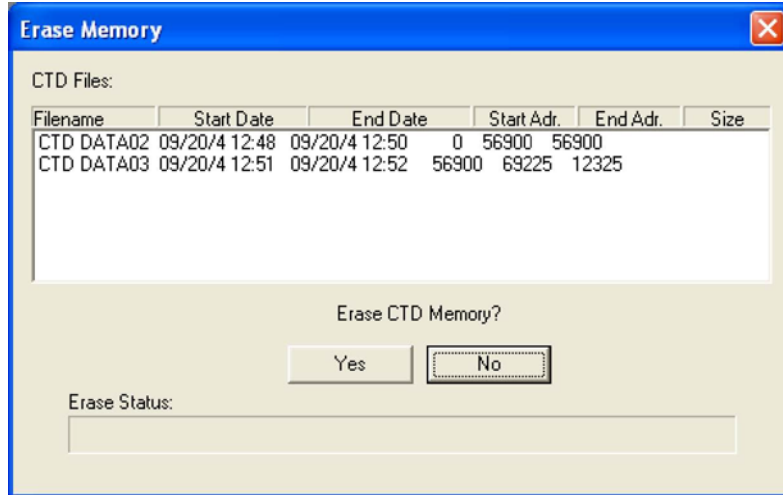 Erase Memory
CTD Files:
Filename Start Date End Date Start Adr. End Adr. Size
CTD DATA02 09/20/4 12:48 09/20/4 12:50 0 56900 56900
CTD DATA03 09/20/4 12:51 09/20/4 12:52 56900 69225 12325
Erase CTD Memory?
Yes No
Erase Status: